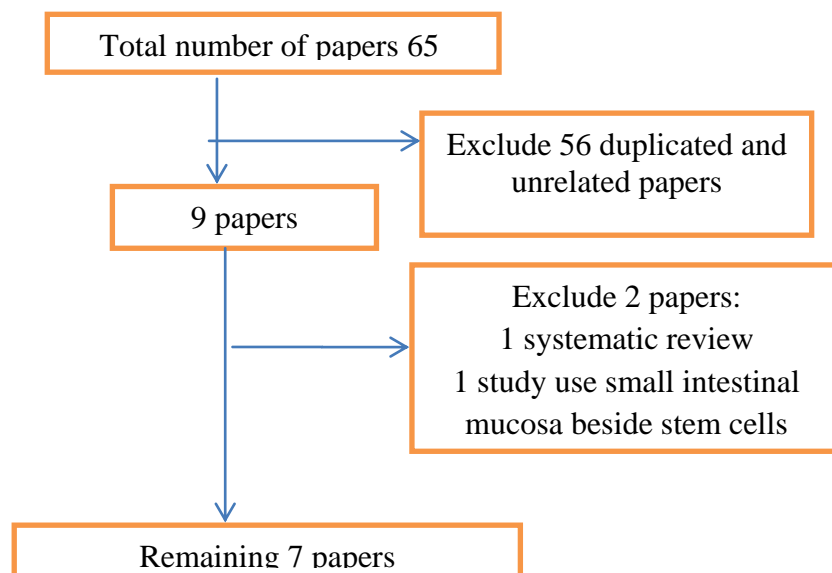 Total number of papers 65
Exclude 56 duplicated and
unrelated papers
9 papers
Exclude 2 papers:
1 systematic review
1 study use small intestinal
mucosa beside stem cells
Remaining 7 papers